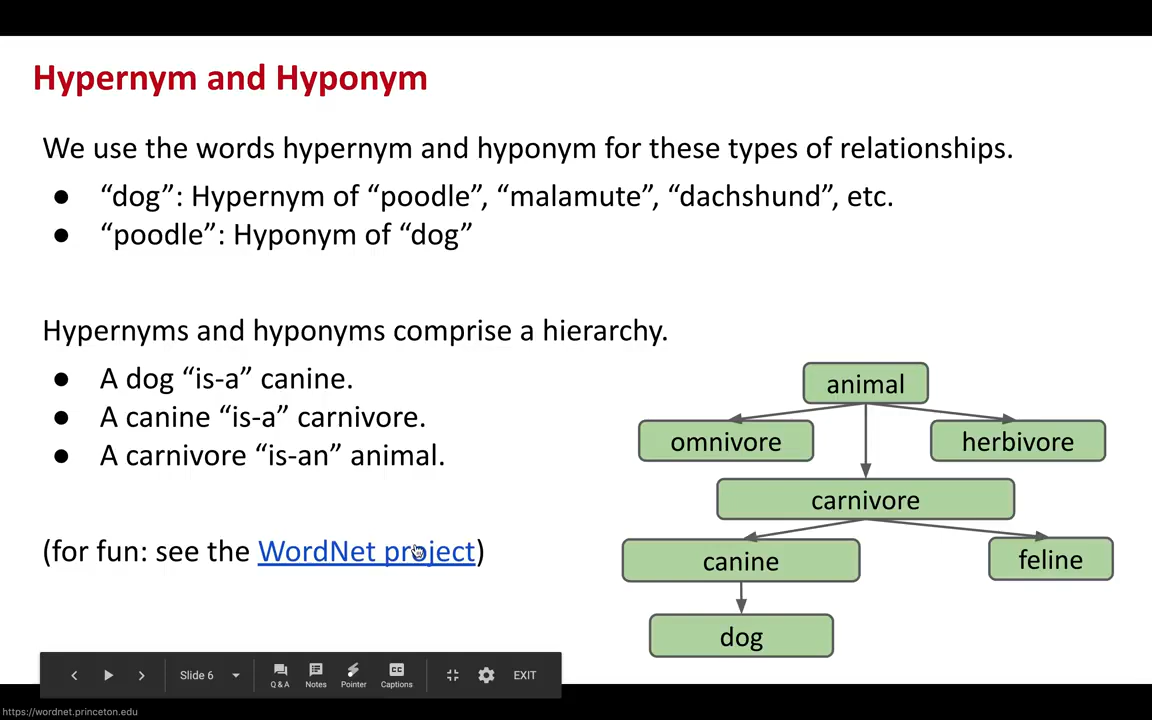 Hypernym and Hyponym
We use the words hypernym and hyponym for these types of relationships.
● “dog”: Hypernym of “poodle”, “malamute”, “dachshund”, etc.
● “poodle”: Hyponym of “dog”
Hypernyms and hyponyms comprise a hierarchy.
● A dog “is-a” canine.
● A canine “is-a” carnivore.
● A carnivore “is-an” animal.
(for fun: see the WordNet project)
animal
omnivore
herbivore
carnivore
canine
feline
dog
Slide 6
Q & A
Notes
Pointer
CC
Captions
EXIT
https://wordnet.princeton.edu